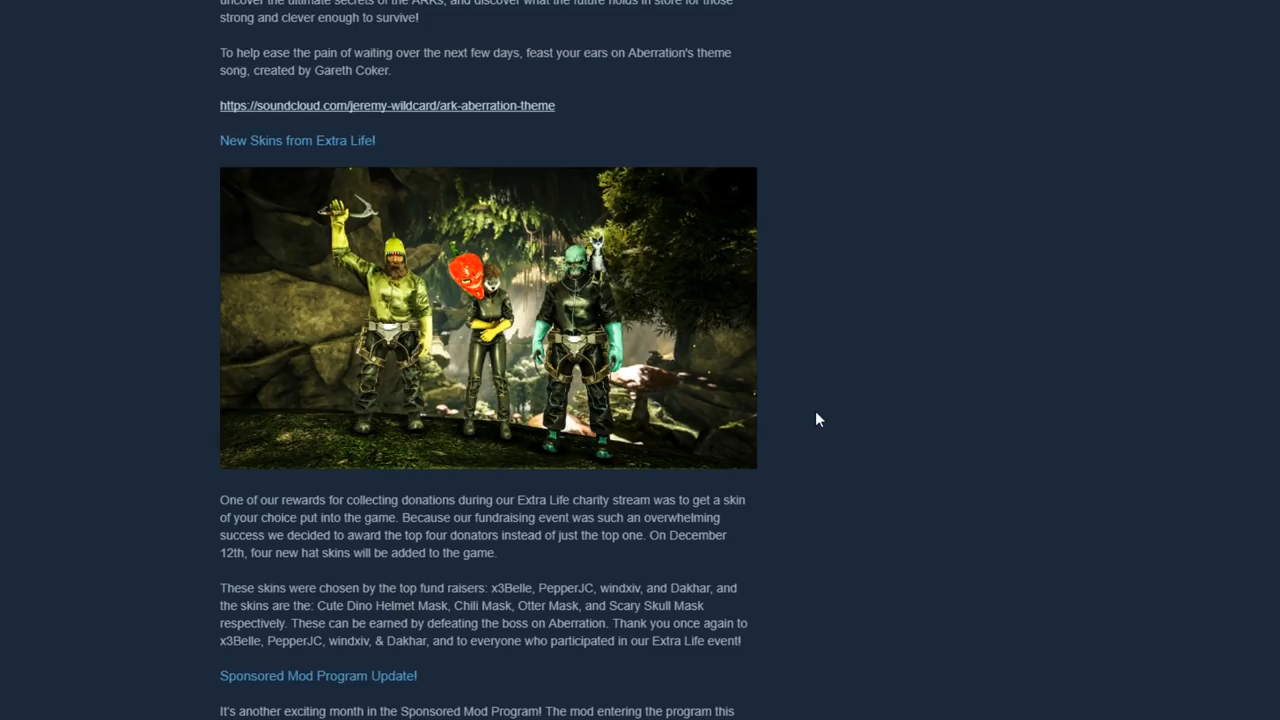 uncover the ultimate secrets of the ARKs, and discover what the future holds in store for those
strong and clever enough to survive!
To help ease the pain of waiting over the next few days, feast your ears on Aberration's theme
song, created by Gareth Coker.
https://soundcloud.com/jeremy-wildcard/ark-aberration-theme
New Skins from Extra Life!
One of our rewards for collecting donations during our Extra Life charity stream was to get a skin
of your choice put into the game. Because our fundraising event was such an overwhelming
success we decided to award the top four donators instead of just the top one. On December
12th, four new hat skins will be added to the game.
These skins were chosen by the top fund raisers: x3Belle, PepperJC, windxiv, and Dakhar, and
the skins are the: Cute Dino Helmet Mask, Chili Mask, Otter Mask, and Scary Skull Mask
respectively. These can be earned by defeating the boss on Aberration. Thank you once again to
x3Belle, PepperJC, windxiv, & Dakhar, and to everyone who participated in our Extra Life event!
Sponsored Mod Program Update!
It's another exciting month in the Sponsored Mod Program! The mod entering the program this